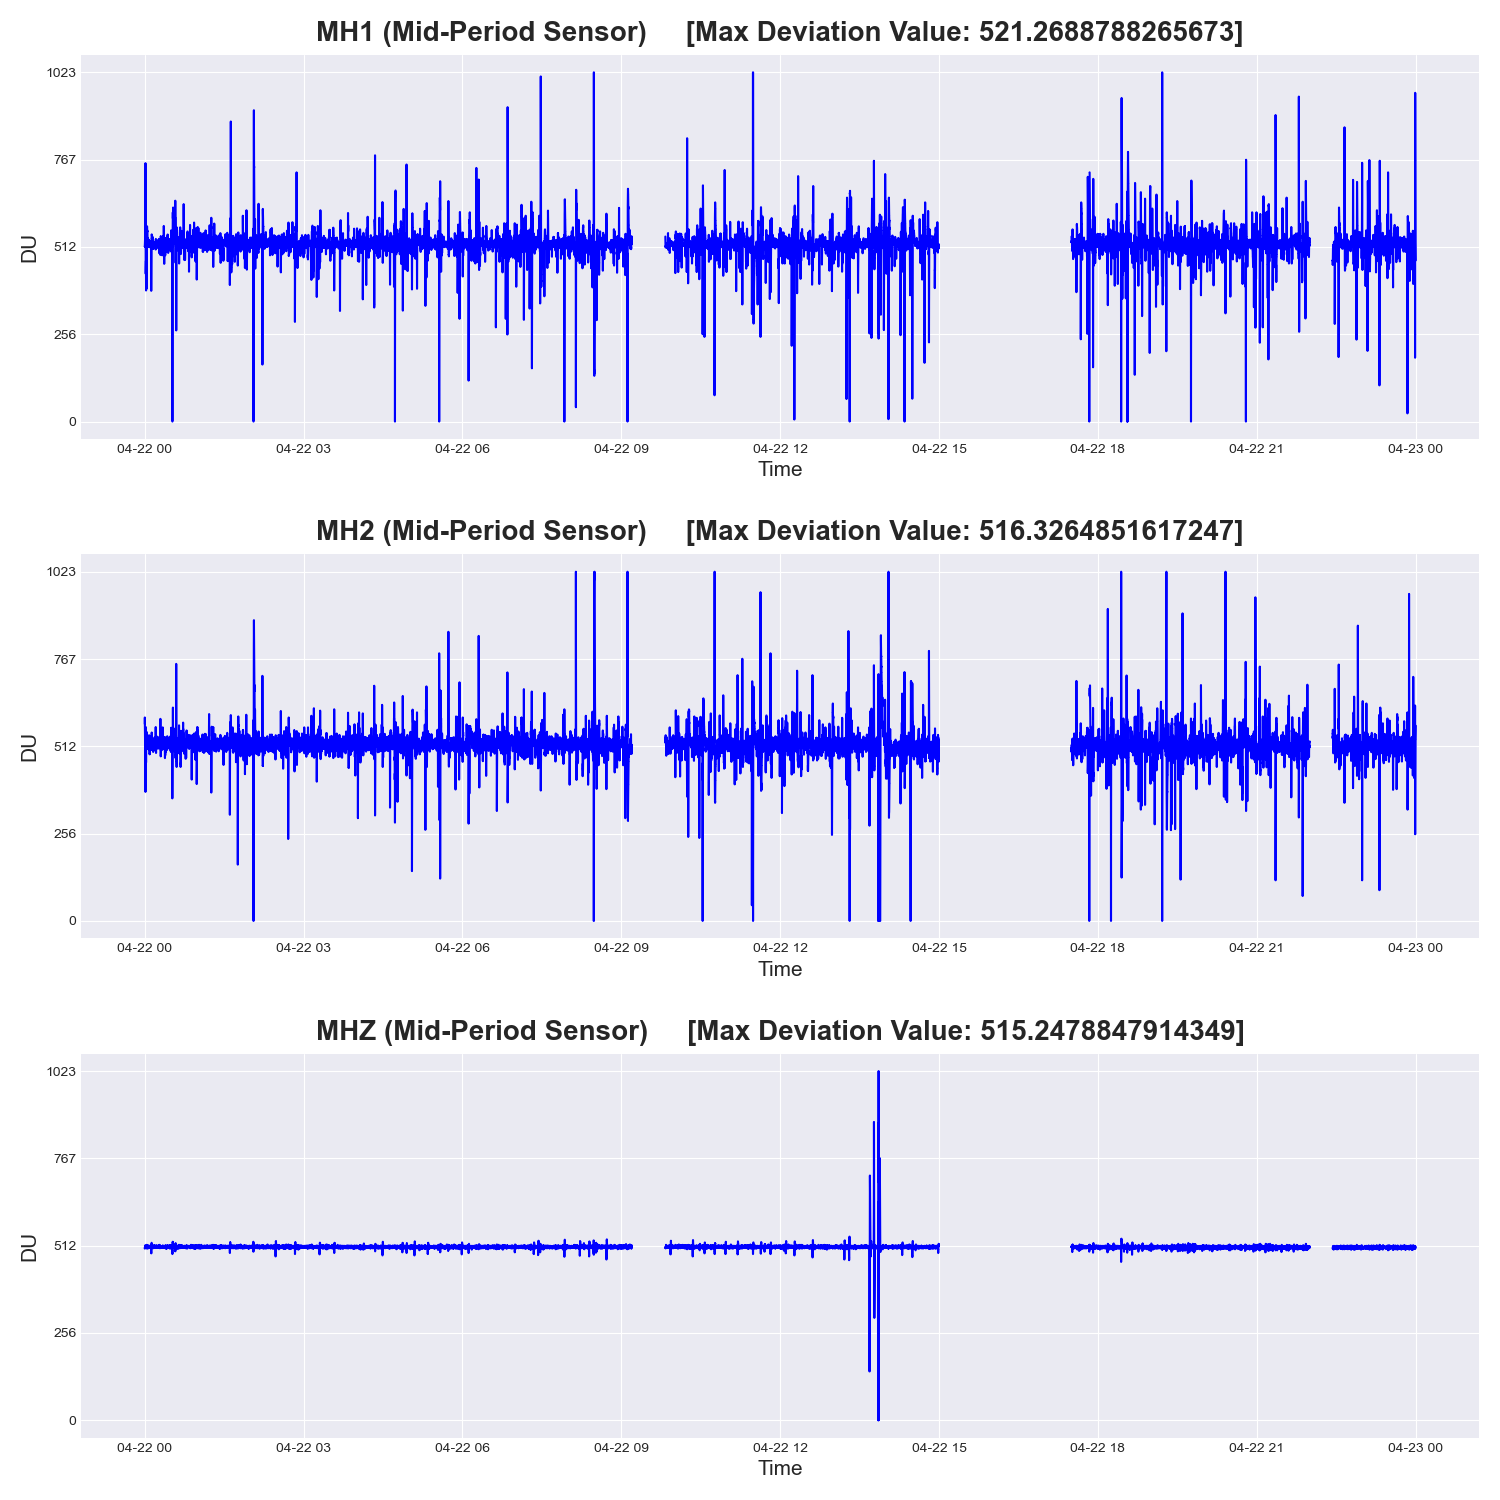 MH1 (Mid-Period Sensor) [Max Deviation Value: 521.2688788265673]
1023
767
512
256
0
DU
04-22 00 04-22 03 04-22 06 04-22 09 04-22 12 04-22 15 04-22 18 04-22 21 04-23 00
Time
MH2 (Mid-Period Sensor) [Max Deviation Value: 516.3264851617247]
1023
767
512
256
0
DU
04-22 00 04-22 03 04-22 06 04-22 09 04-22 12 04-22 15 04-22 18 04-22 21 04-23 00
Time
MHZ (Mid-Period Sensor) [Max Deviation Value: 515.2478847914349]
1023
767
512
256
0
DU
04-22 00 04-22 03 04-22 06 04-22 09 04-22 12 04-22 15 04-22 18 04-22 21 04-23 00
Time